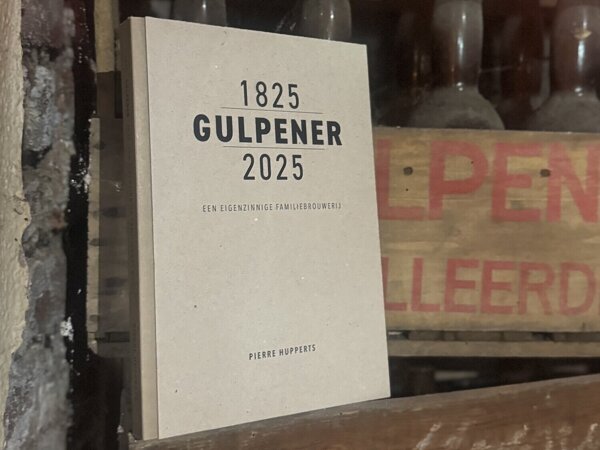 1825
GULPENER
2025
EEN EIGENZINNIGE FAMILIEBROUWERIJ
PIERRE HUPPERTS
LPEN
LLEERD